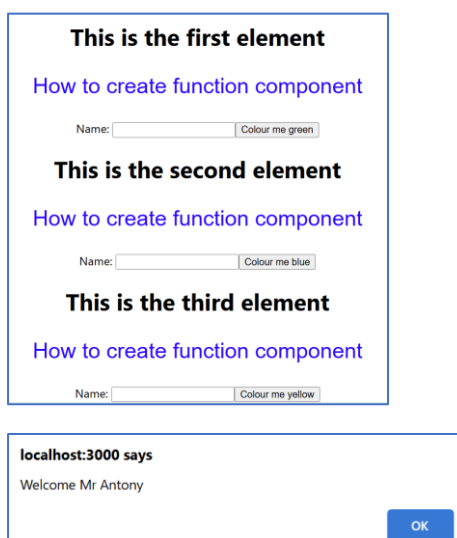 This is the first element
How to create function component
Name: Colour me green
This is the second element
How to create function component
Name: Colour me blue
This is the third element
How to create function component
Name: Colour me yellow
localhost:3000 says
Welcome Mr Antony
OK